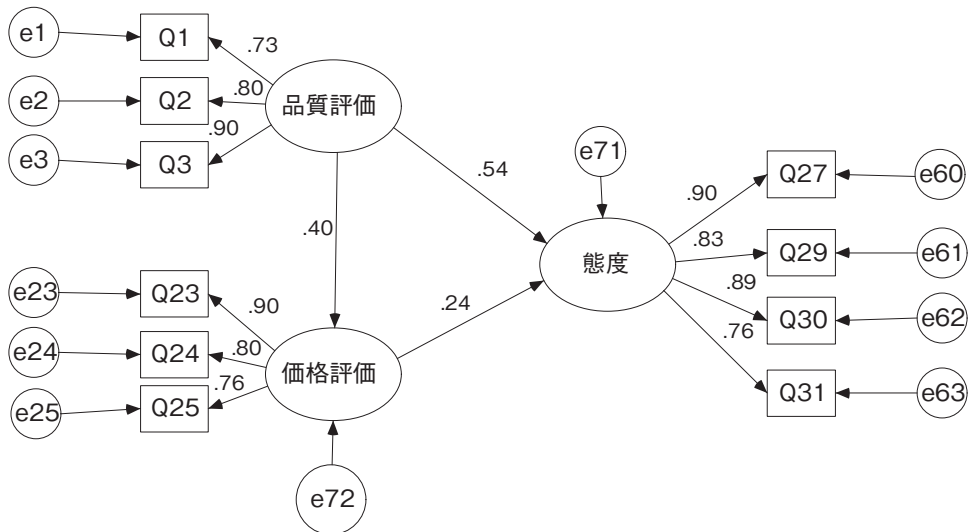 e1
Q1
.73
e2
Q2
.80
品質評価
.90
e3
Q3
e71
.54
Q27
e60
.90
.40
.83
Q29
e61
態度
e23
Q23
.90
.24
.89
Q30
e62
e24
Q24
.80
.76
価格評価
e25
Q25
.76
Q31
e63
e72